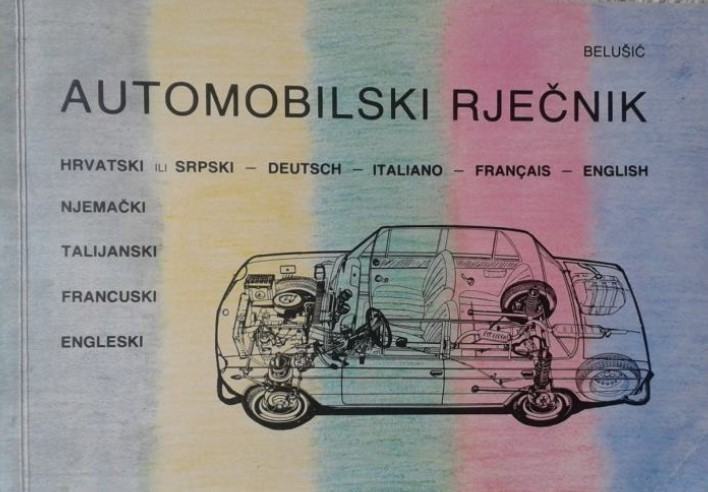 BELUŠIĆ
AUTOMOBILSKI RJEČNIK
HRVATSKI ILI SRPSKI – DEUTSCH – ITALIANO – FRANÇAIS – ENGLISH
NJEMAČKI
TALIJANSKI
FRANCUSKI
ENGLESKI